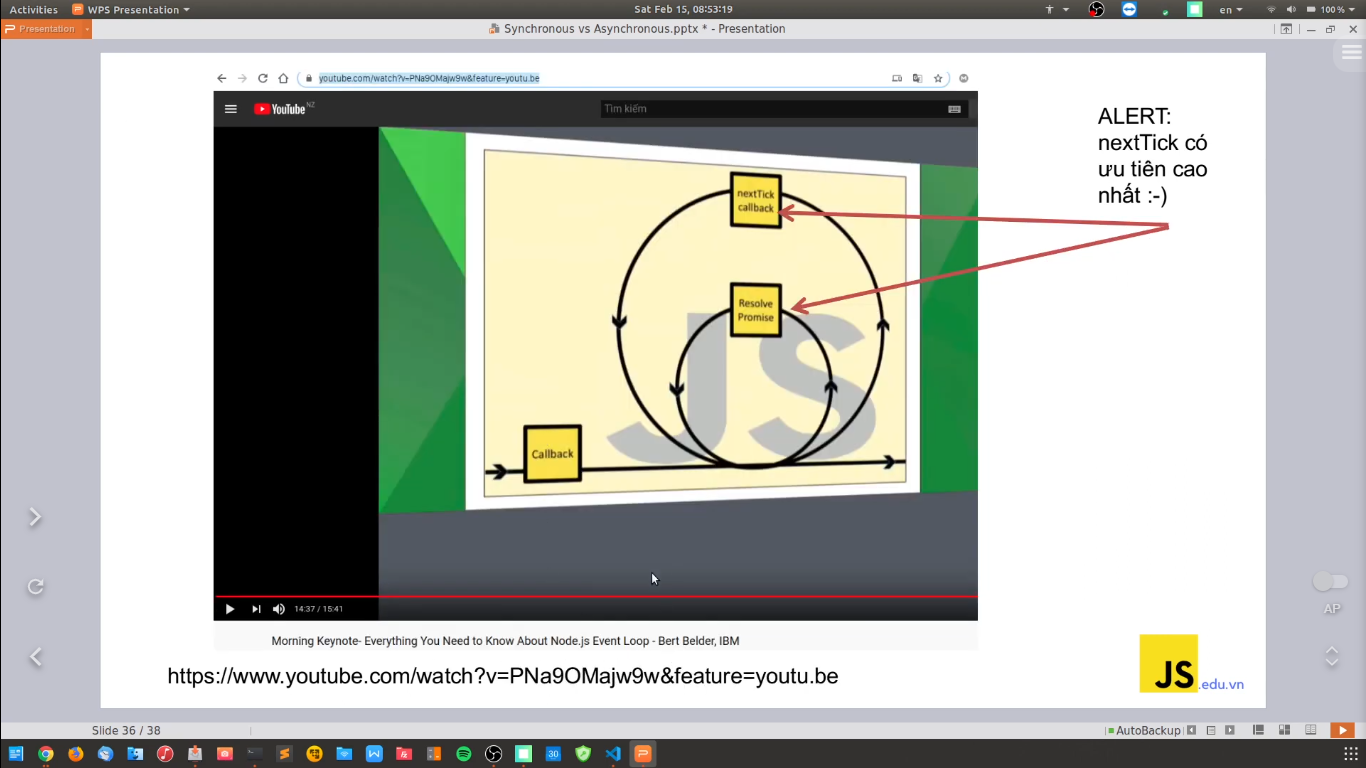 Activities
WPS Presentation
Sat Feb 15, 08:53:19
en
100 %
Presentation
Synchronous vs Asynchronous.pptx * - Presentation
youtube.com/watch?v=PNa9OMajw9w&feature=youtu.be
YouTube NZ
Tìm kiếm
ALERT:
nextTick có
ưu tiên cao
nhất :-)
nextTick
callback
Resolve
Promise
JS
Callback
14:37 / 15:41
Morning Keynote- Everything You Need to Know About Node.js Event Loop - Bert Belder, IBM
https://www.youtube.com/watch?v=PNa9OMajw9w&feature=youtu.be
AP
JS.edu.vn
Slide 36 / 38
AutoBackup
30